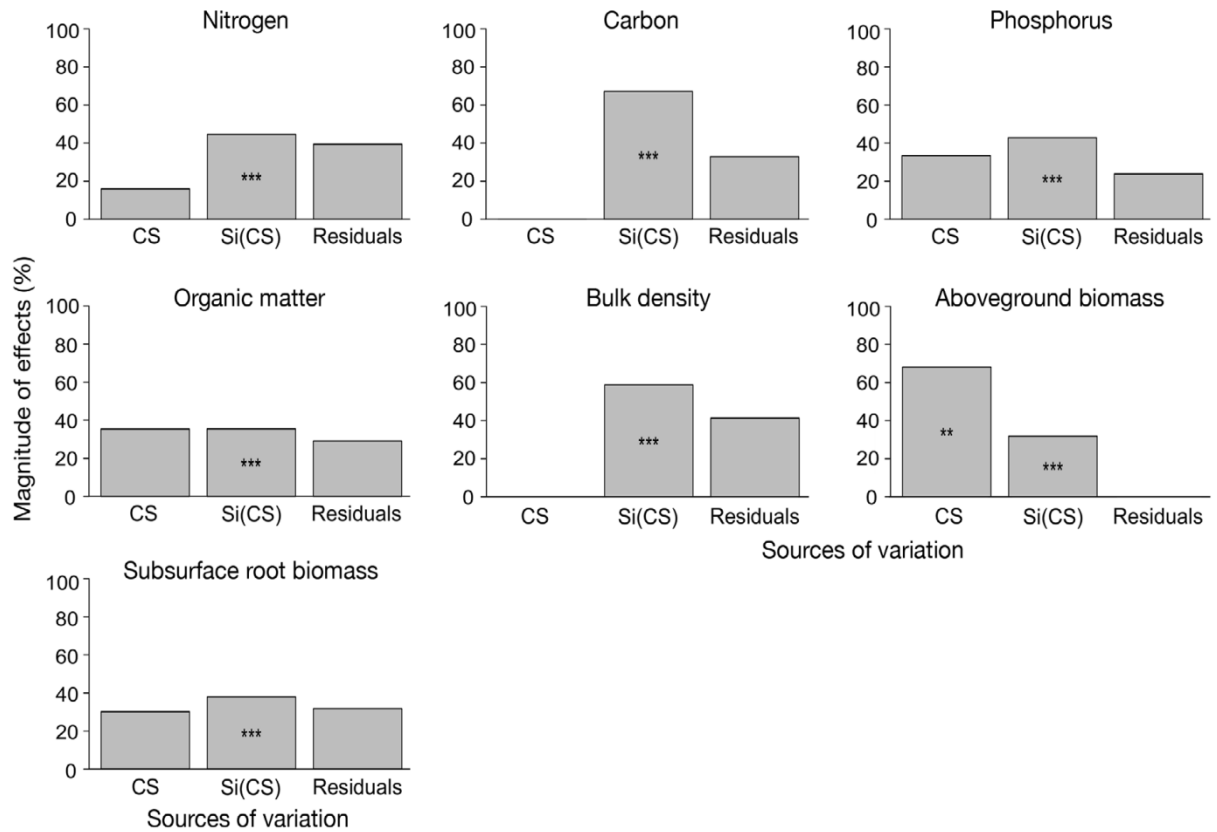 Nitrogen
100
80
60
40
20
0
***
CS Si(CS) Residuals
Carbon
100
80
60
40
20
0
***
CS Si(CS) Residuals
Phosphorus
100
80
60
40
20
0
***
CS Si(CS) Residuals
Magnitude of effects (%)
Organic matter
100
80
60
40
20
0
***
CS Si(CS) Residuals
Bulk density
100
80
60
40
20
0
***
CS Si(CS) Residuals
Aboveground biomass
100
80
60
40
20
0
**
***
CS Si(CS) Residuals
Sources of variation
Subsurface root biomass
100
80
60
40
20
0
***
CS Si(CS) Residuals
Sources of variation